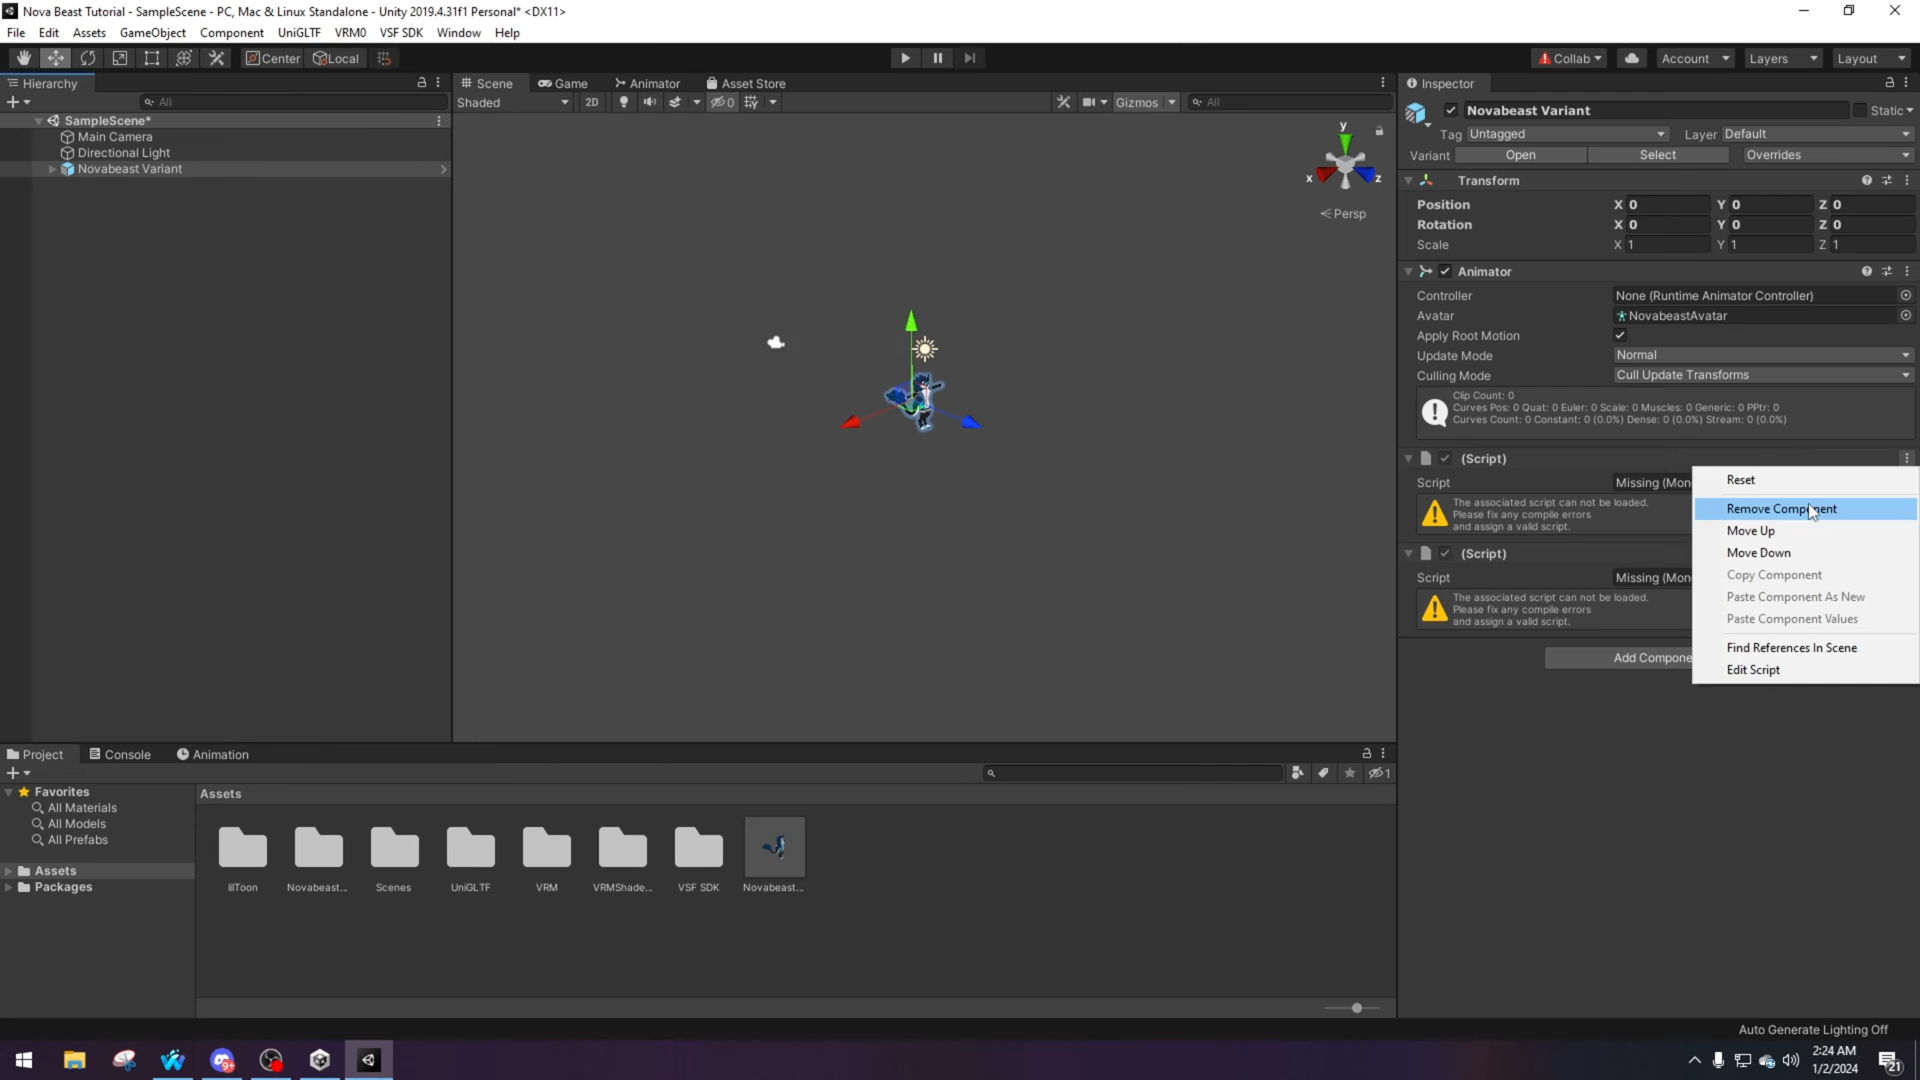 Nova Beast Tutorial - SampleScene - PC, Mac & Linux Standalone - Unity 2019.4.31f1 Personal* <DX11>
File Edit Assets GameObject Component UniGLTF VRM0 VSF SDK Window Help
Center Local Collab Account Layers Layout
Hierarchy
All
SampleScene*
Main Camera
Directional Light
Novabeast Variant
Scene Game Animator Asset Store
Shaded 2D 0 Gizmos All
y
x z
Persp
Inspector
Novabeast Variant Static
Tag Untagged Layer Default
Variant Open Select Overrides
Transform
Position X 0 Y 0 Z 0
Rotation X 0 Y 0 Z 0
Scale X 1 Y 1 Z 1
Animator
Controller None (Runtime Animator Controller)
Avatar NovabeastAvatar
Apply Root Motion
Update Mode Normal
Culling Mode Cull Update Transforms
Clip Count: 0
Curves Pos: 0 Quat: 0 Euler: 0 Scale: 0 Muscles: 0 Generic: 0 PPtr: 0
Curves Count: 0 Constant: 0 (0.0%) Dense: 0 (0.0%) Stream: 0 (0.0%)
(Script)
Script Missing (Mon
The associated script can not be loaded.
Please fix any compile errors
and assign a valid script.
(Script)
Script Missing (Mon
The associated script can not be loaded.
Please fix any compile errors
and assign a valid script.
Add Compone
Reset
Remove Component
Move Up
Move Down
Copy Component
Paste Component As New
Paste Component Values
Find References In Scene
Edit Script
Project Console Animation
1
Favorites
All Materials
All Models
All Prefabs
Assets
Packages
Assets
lilToon Novabeast... Scenes UniGLTF VRM VRMShade... VSF SDK Novabeast...
Auto Generate Lighting Off
9+
2:24 AM
1/2/2024
21